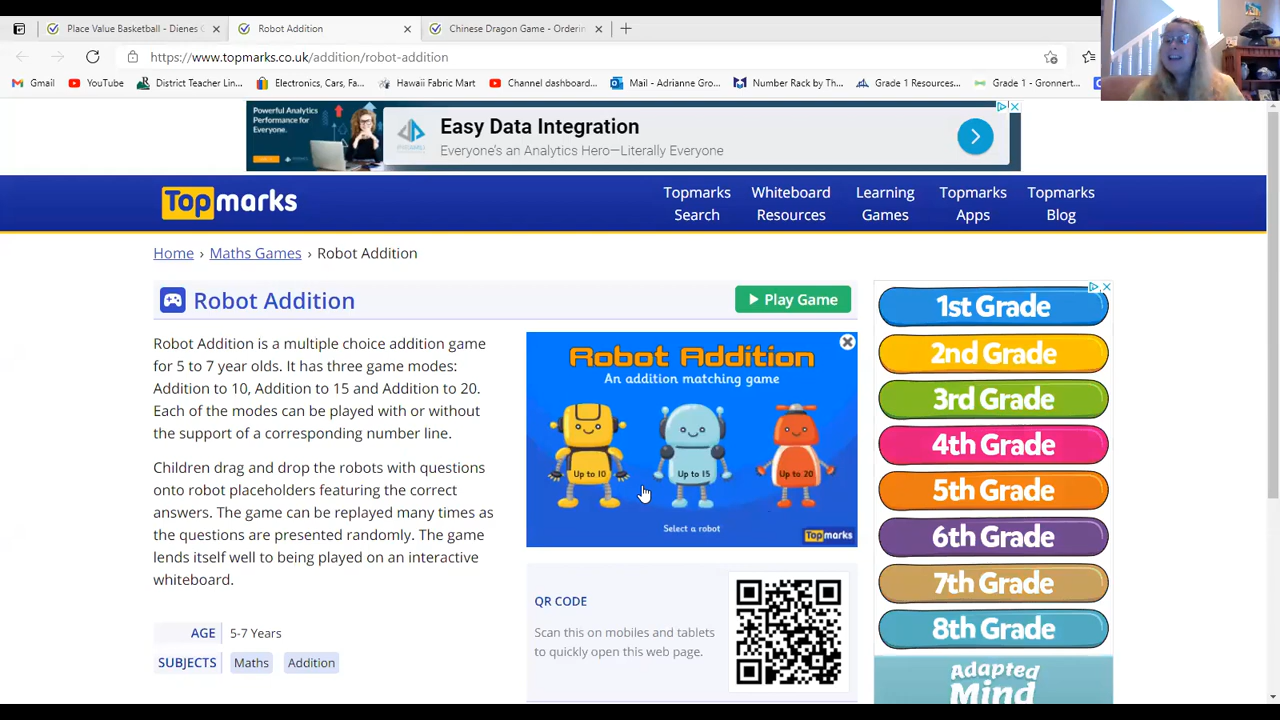 Place Value Basketball - Dienes
Robot Addition
Chinese Dragon Game - Orderin
https://www.topmarks.co.uk/addition/robot-addition
Gmail
YouTube
District Teacher Lin...
Electronics, Cars, Fa...
Hawaii Fabric Mart
Channel dashboard...
Mail - Adrianne Gro...
Number Rack by Th...
Grade 1 Resources...
Grade 1 - Gronnert...
Powerful Analytics
Performance for
Everyone.
Easy Data Integration
Everyone's an Analytics Hero—Literally Everyone
Topmarks
Topmarks Search
Whiteboard Resources
Learning Games
Topmarks Apps
Topmarks Blog
Home › Maths Games › Robot Addition
Robot Addition
Play Game
Robot Addition is a multiple choice addition game
for 5 to 7 year olds. It has three game modes:
Addition to 10, Addition to 15 and Addition to 20.
Each of the modes can be played with or without
the support of a corresponding number line.
Children drag and drop the robots with questions
onto robot placeholders featuring the correct
answers. The game can be replayed many times as
the questions are presented randomly. The game
lends itself well to being played on an interactive
whiteboard.
AGE 5-7 Years
SUBJECTS Maths Addition
Robot Addition
An addition matching game
Up to 10
Up to 15
Up to 20
Select a robot
Topmarks
QR CODE
Scan this on mobiles and tablets
to quickly open this web page.
1st Grade
2nd Grade
3rd Grade
4th Grade
5th Grade
6th Grade
7th Grade
8th Grade
Adapted
Mind